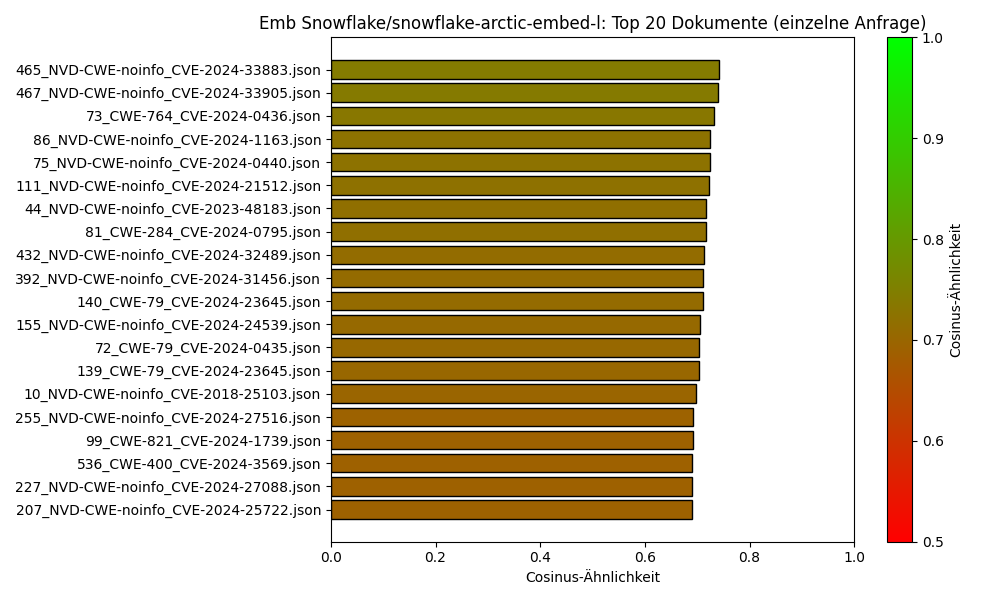 Emb Snowflake/snowflake-arctic-embed-l: Top 20 Dokumente (einzelne Anfrage)
465_NVD-CWE-noinfo_CVE-2024-33883.json
467_NVD-CWE-noinfo_CVE-2024-33905.json
73_CWE-764_CVE-2024-0436.json
86_NVD-CWE-noinfo_CVE-2024-1163.json
75_NVD-CWE-noinfo_CVE-2024-0440.json
111_NVD-CWE-noinfo_CVE-2024-21512.json
44_NVD-CWE-noinfo_CVE-2023-48183.json
81_CWE-284_CVE-2024-0795.json
432_NVD-CWE-noinfo_CVE-2024-32489.json
392_NVD-CWE-noinfo_CVE-2024-31456.json
140_CWE-79_CVE-2024-23645.json
155_NVD-CWE-noinfo_CVE-2024-24539.json
72_CWE-79_CVE-2024-0435.json
139_CWE-79_CVE-2024-23645.json
10_NVD-CWE-noinfo_CVE-2018-25103.json
255_NVD-CWE-noinfo_CVE-2024-27516.json
99_CWE-821_CVE-2024-1739.json
536_CWE-400_CVE-2024-3569.json
227_NVD-CWE-noinfo_CVE-2024-27088.json
207_NVD-CWE-noinfo_CVE-2024-25722.json
0.0 0.2 0.4 0.6 0.8 1.0
Cosinus-Ähnlichkeit
1.0
0.9
0.8
0.7
0.6
0.5
Cosinus-Ähnlichkeit